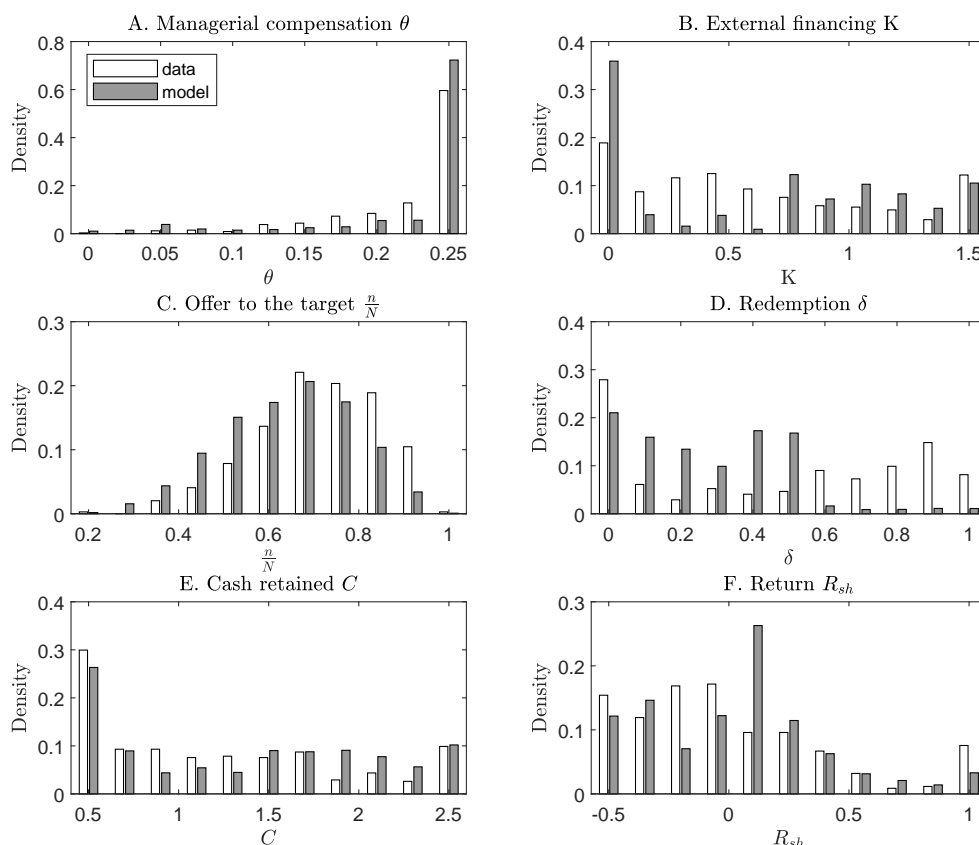 A. Managerial compensation θ
0.8
0.6
0.4
0.2
0
Density
data
model
0 0.05 0.1 0.15 0.2 0.25
θ
B. External financing K
0.4
0.3
0.2
0.1
0
Density
0 0.5 1 1.5
K
C. Offer to the target n/N
0.3
0.2
0.1
0
Density
0.2 0.4 0.6 0.8 1
n/N
D. Redemption δ
0.4
0.3
0.2
0.1
0
Density
0 0.2 0.4 0.6 0.8 1
δ
E. Cash retained C
0.4
0.3
0.2
0.1
0
Density
0.5 1 1.5 2 2.5
C
F. Return R_sh
0.3
0.2
0.1
0
Density
-0.5 0 0.5 1
R_sh